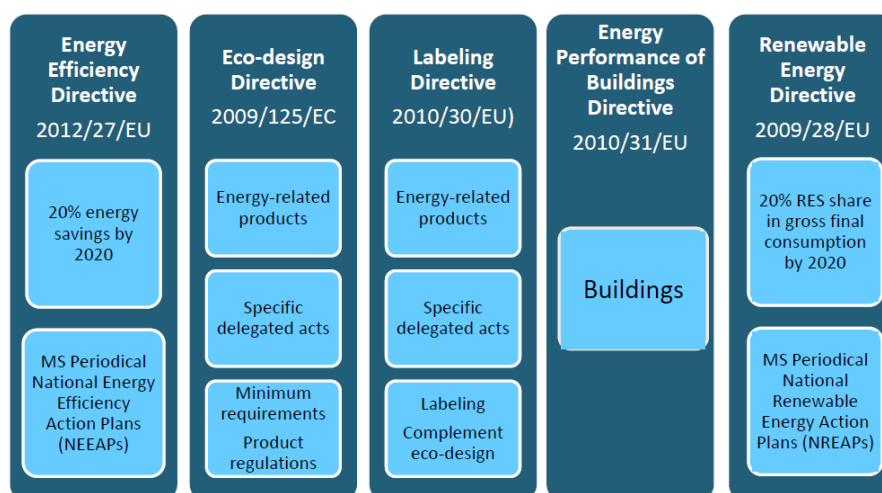 Energy
Efficiency
Directive
2012/27/EU
20% energy
savings by
2020
MS Periodical
National Energy
Efficiency
Action Plans
(NEEAPs)
Eco-design
Directive
2009/125/EC
Energy-related
products
Specific
delegated acts
Minimum
requirements
Product
regulations
Labeling
Directive
2010/30/EU)
Energy-related
products
Specific
delegated acts
Labeling
Complement
eco-design
Energy
Performance of
Buildings
Directive
2010/31/EU
Buildings
Renewable
Energy
Directive
2009/28/EU
20% RES share
in gross final
consumption
by 2020
MS Periodical
National
Renewable
Energy Action
Plans (NREAPs)